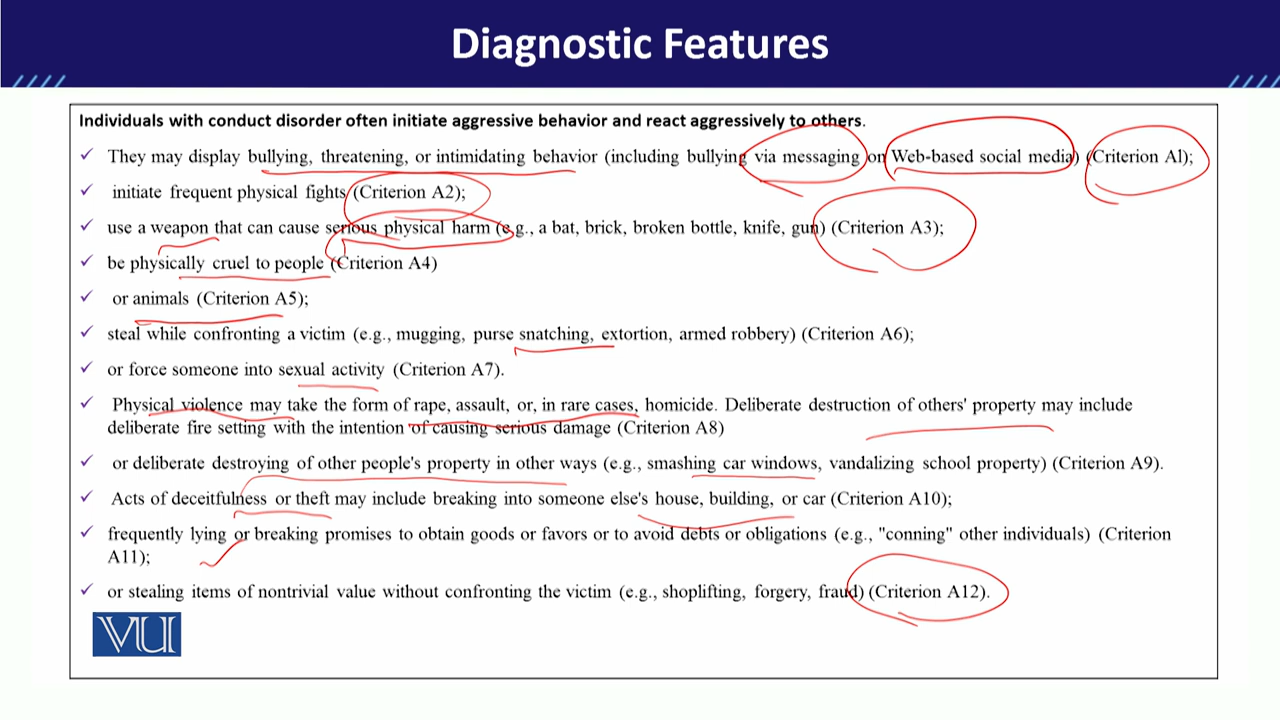 Diagnostic Features
Individuals with conduct disorder often initiate aggressive behavior and react aggressively to others.
✓ They may display bullying, threatening, or intimidating behavior (including bullying via messaging on Web-based social media) (Criterion Al);
✓ initiate frequent physical fights (Criterion A2);
✓ use a weapon that can cause serious physical harm (e.g., a bat, brick, broken bottle, knife, gun) (Criterion A3);
✓ be physically cruel to people (Criterion A4)
✓ or animals (Criterion A5);
✓ steal while confronting a victim (e.g., mugging, purse snatching, extortion, armed robbery) (Criterion A6);
✓ or force someone into sexual activity (Criterion A7).
✓ Physical violence may take the form of rape, assault, or, in rare cases, homicide. Deliberate destruction of others' property may include
deliberate fire setting with the intention of causing serious damage (Criterion A8)
✓ or deliberate destroying of other people's property in other ways (e.g., smashing car windows, vandalizing school property) (Criterion A9).
✓ Acts of deceitfulness or theft may include breaking into someone else's house, building, or car (Criterion A10);
✓ frequently lying or breaking promises to obtain goods or favors or to avoid debts or obligations (e.g., "conning" other individuals) (Criterion
A11);
✓ or stealing items of nontrivial value without confronting the victim (e.g., shoplifting, forgery, fraud) (Criterion A12).
VU